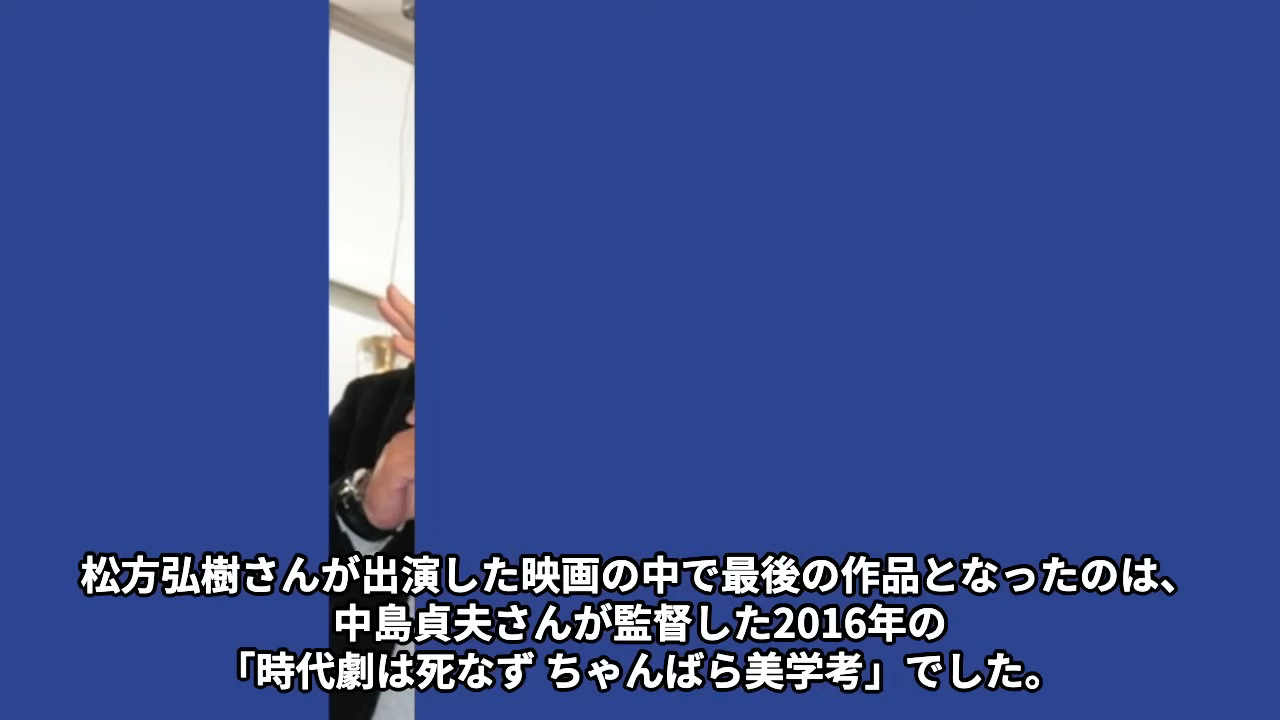 松方弘樹さんが出演した映画の中で最後の作品となったのは、
中島貞夫さんが監督した2016年の
「時代劇は死なず ちゃんばら美学考」でした。